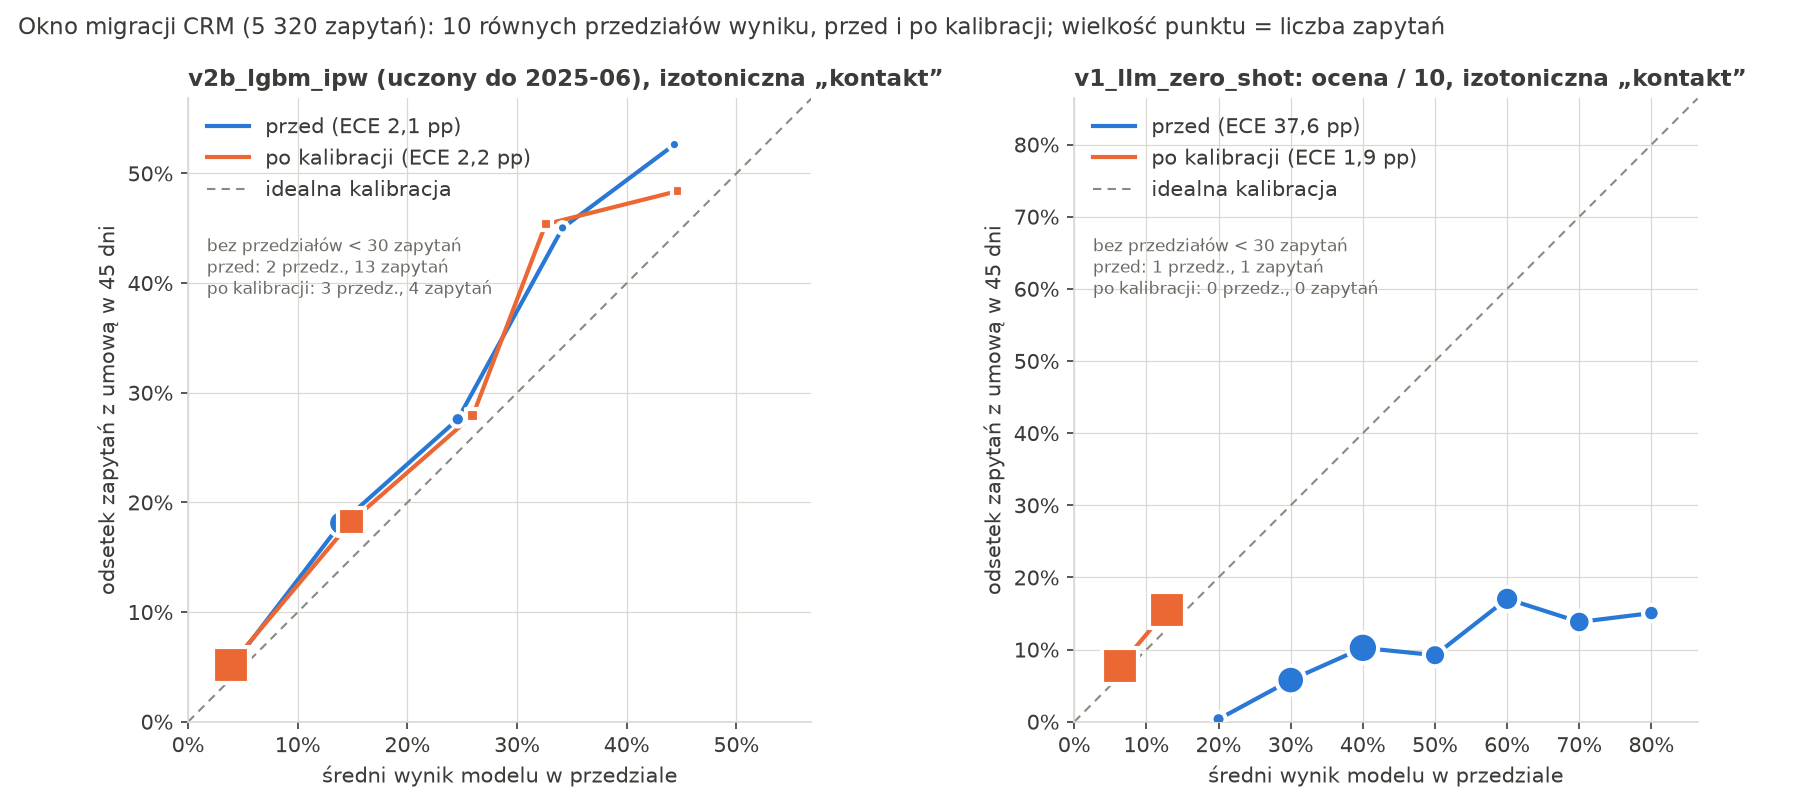 Okno migracji CRM (5 320 zapytań): 10 równych przedziałów wyniku, przed i po kalibracji; wielkość punktu = liczba zapytań
v2b_lgbm_ipw (uczony do 2025-06), izotoniczna „kontakt”
przed (ECE 2,1 pp)
po kalibracji (ECE 2,2 pp)
idealna kalibracja
bez przedziałów < 30 zapytań
przed: 2 przedz., 13 zapytań
po kalibracji: 3 przedz., 4 zapytań
odsetek zapytań z umową w 45 dni
50%
40%
30%
20%
10%
0%
0% 10% 20% 30% 40% 50%
średni wynik modelu w przedziale
v1_llm_zero_shot: ocena / 10, izotoniczna „kontakt”
przed (ECE 37,6 pp)
po kalibracji (ECE 1,9 pp)
idealna kalibracja
bez przedziałów < 30 zapytań
przed: 1 przedz., 1 zapytań
po kalibracji: 0 przedz., 0 zapytań
odsetek zapytań z umową w 45 dni
80%
70%
60%
50%
40%
30%
20%
10%
0%
0% 10% 20% 30% 40% 50% 60% 70% 80%
średni wynik modelu w przedziale